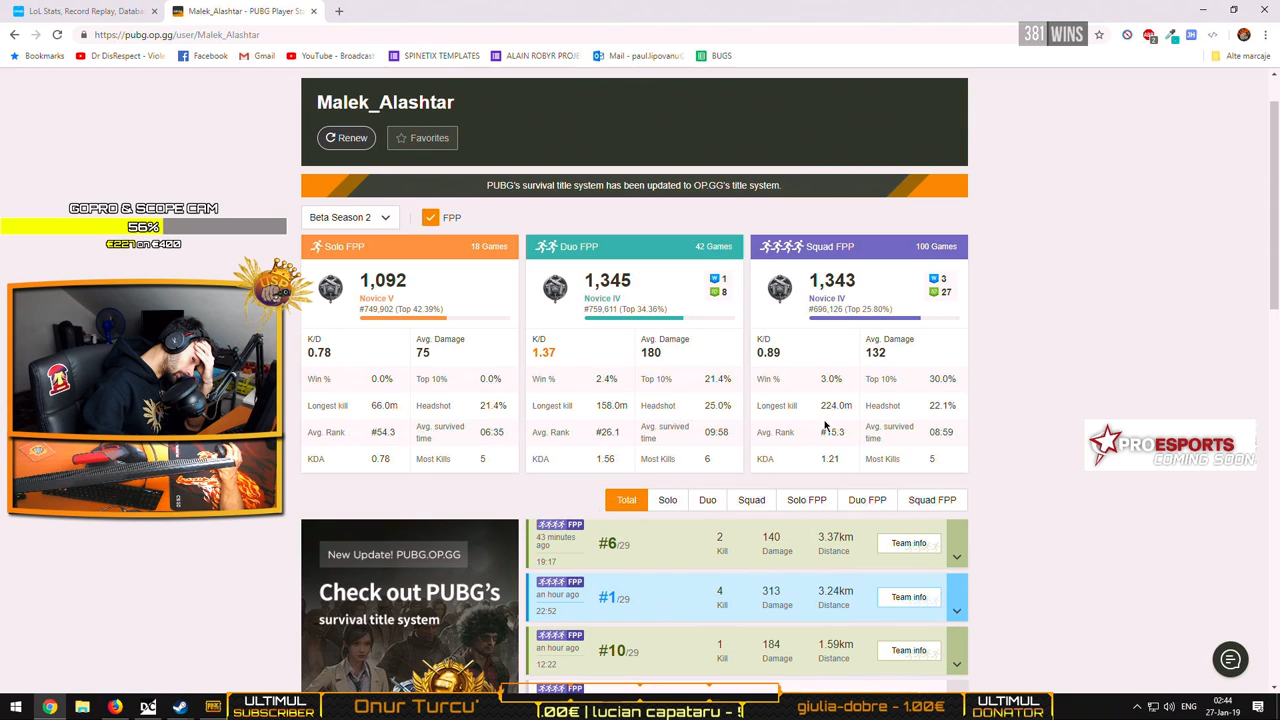 LoL Stats, Record Replay, Databa
Malek_Alashtar - PUBG Player Stat
https://pubg.op.gg/user/Malek_Alashtar
381 WINS
Bookmarks
Dr DisRespect - Viole
Facebook
Gmail
YouTube - Broadcast
SPINETIX TEMPLATES
ALAIN ROBYR PROJE
Mail - paul.lipovanu
BUGS
Alte marcaje
Malek_Alashtar
Renew
Favorites
PUBG's survival title system has been updated to OP.GG's title system.
Beta Season 2
FPP
GOPRO & SCOPE CAM
56%
€227 on €400
Solo FPP
18 Games
1,092
Novice V
#749,902 (Top 42.39%)
K/D
0.78
Avg. Damage
75
Win %
0.0%
Top 10%
0.0%
Longest kill
66.0m
Headshot
21.4%
Avg. Rank
#54.3
Avg. survived
time
06:35
KDA
0.78
Most Kills
5
Duo FPP
42 Games
1,345
W 1
8
Novice IV
#759,611 (Top 34.36%)
K/D
1.37
Avg. Damage
180
Win %
2.4%
Top 10%
21.4%
Longest kill
158.0m
Headshot
25.0%
Avg. Rank
#26.1
Avg. survived
time
09:58
KDA
1.56
Most Kills
6
Squad FPP
100 Games
1,343
W 3
27
Novice IV
#696,126 (Top 25.80%)
K/D
0.89
Avg. Damage
132
Win %
3.0%
Top 10%
30.0%
Longest kill
224.0m
Headshot
22.1%
Avg. Rank
#15.3
Avg. survived
time
08:59
KDA
1.21
Most Kills
5
PROESPORTS
COMING SOON
Total
Solo
Duo
Squad
Solo FPP
Duo FPP
Squad FPP
New Update! PUBG.OP.GG
Check out PUBG's
survival title system
FPP
43 minutes
ago
19:17
#6/29
2
Kill
140
Damage
3.37km
Distance
Team info
FPP
an hour ago
22:52
#1/29
4
Kill
313
Damage
3.24km
Distance
Team info
FPP
an hour ago
12:22
#10/29
1
Kill
184
Damage
1.59km
Distance
Team info
FPP
ULTIMUL
SUBSCRIBER
Onur Turcu
.00€ | lucian capataru -
giulia-dobre - 1.00€
ULTIMUL
DONATOR
ENG
02:44
27-Jan-19